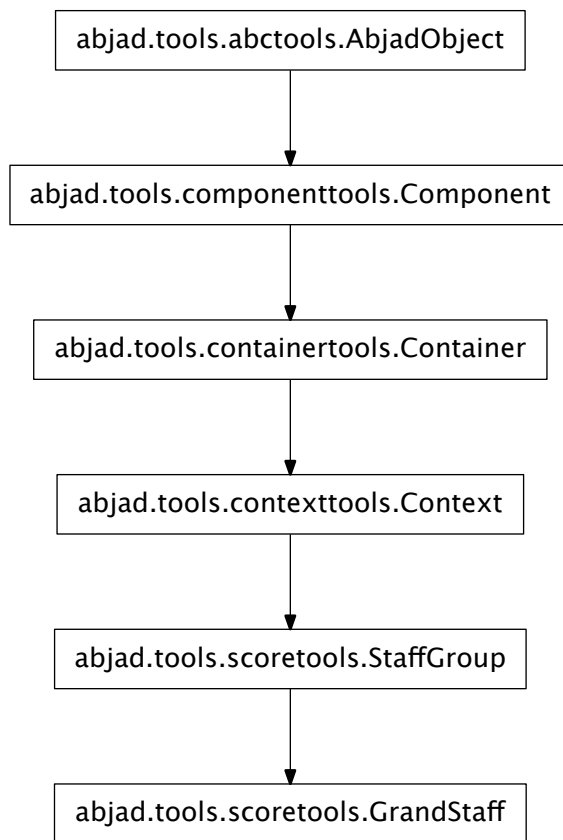 abjad.tools.abctools.AbjadObject
abjad.tools.componenttools.Component
abjad.tools.containertools.Container
abjad.tools.contexttools.Context
abjad.tools.scoretools.StaffGroup
abjad.tools.scoretools.GrandStaff